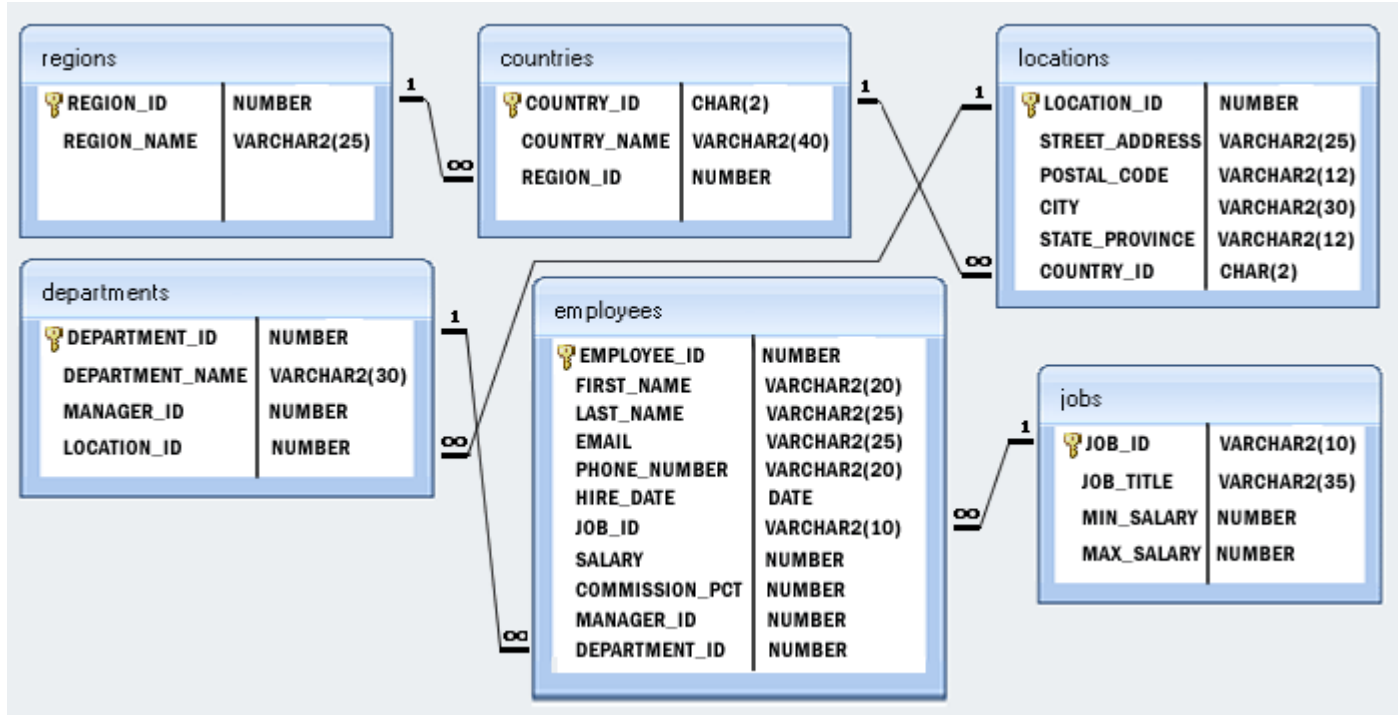 regions
REGION_ID NUMBER
REGION_NAME VARCHAR2(25)
1
∞
countries
COUNTRY_ID CHAR(2)
COUNTRY_NAME VARCHAR2(40)
REGION_ID NUMBER
1
∞
locations
LOCATION_ID NUMBER
STREET_ADDRESS VARCHAR2(25)
POSTAL_CODE VARCHAR2(12)
CITY VARCHAR2(30)
STATE_PROVINCE VARCHAR2(12)
COUNTRY_ID CHAR(2)
1
∞
departments
DEPARTMENT_ID NUMBER
DEPARTMENT_NAME VARCHAR2(30)
MANAGER_ID NUMBER
LOCATION_ID NUMBER
1
∞
employees
EMPLOYEE_ID NUMBER
FIRST_NAME VARCHAR2(20)
LAST_NAME VARCHAR2(25)
EMAIL VARCHAR2(25)
PHONE_NUMBER VARCHAR2(20)
HIRE_DATE DATE
JOB_ID VARCHAR2(10)
SALARY NUMBER
COMMISSION_PCT NUMBER
MANAGER_ID NUMBER
DEPARTMENT_ID NUMBER
∞
1
jobs
JOB_ID VARCHAR2(10)
JOB_TITLE VARCHAR2(35)
MIN_SALARY NUMBER
MAX_SALARY NUMBER